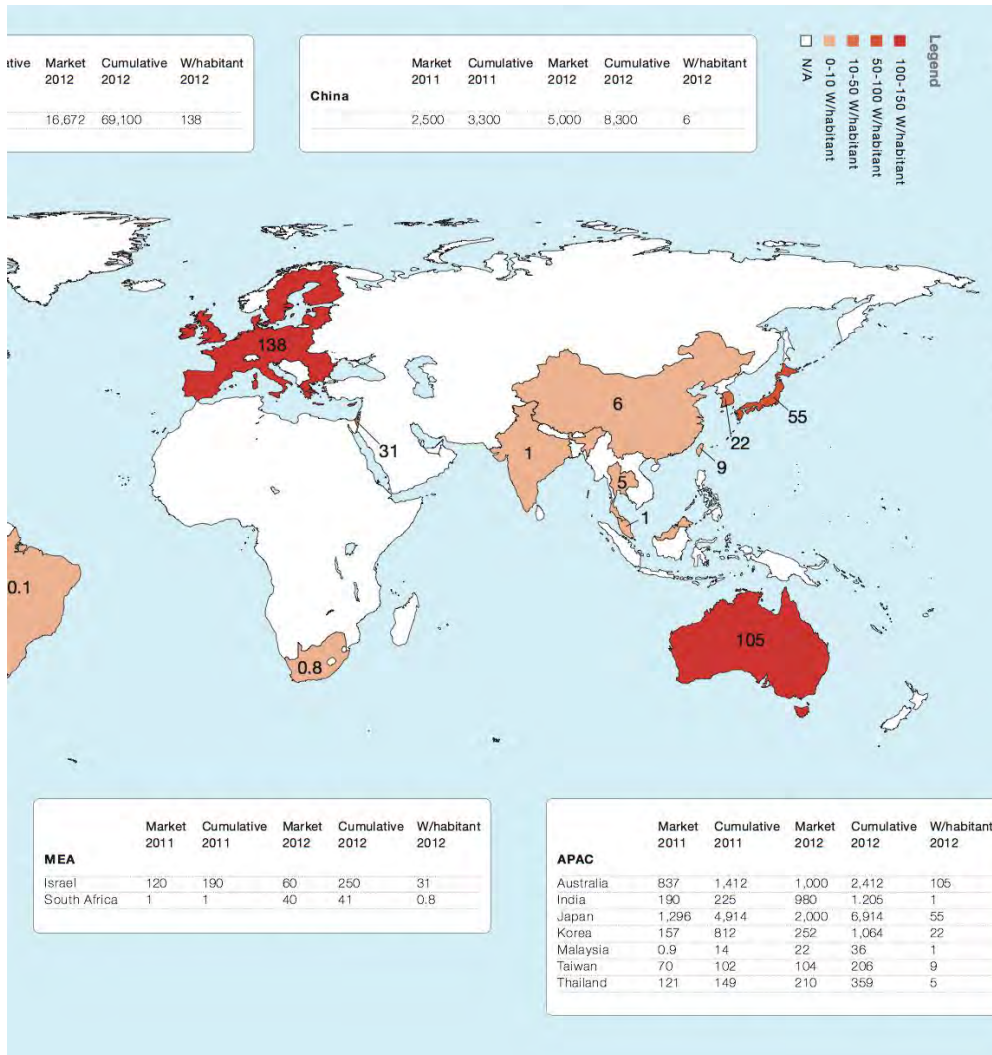 ative Market Cumulative W/habitant
2012 2012 2012
16,672 69,100 138
Market Cumulative Market Cumulative W/habitant
2011 2011 2012 2012 2012
China
2,500 3,300 5,000 8,300 6
Legend
100-150 W/habitant
50-100 W/habitant
10-50 W/habitant
0-10 W/habitant
N/A
138
6
55
22
31
1
9
5
1
0.1
105
0.8
Market Cumulative Market Cumulative W/habitant
2011 2011 2012 2012 2012
MEA
Israel 120 190 60 250 31
South Africa 1 1 40 41 0.8
Market Cumulative Market Cumulative W/habitant
2011 2011 2012 2012 2012
APAC
Australia 837 1,412 1,000 2,412 105
India 190 225 980 1.205 1
Japan 1,296 4,914 2,000 6,914 55
Korea 157 812 252 1,064 22
Malaysia 0.9 14 22 36 1
Taiwan 70 102 104 206 9
Thailand 121 149 210 359 5